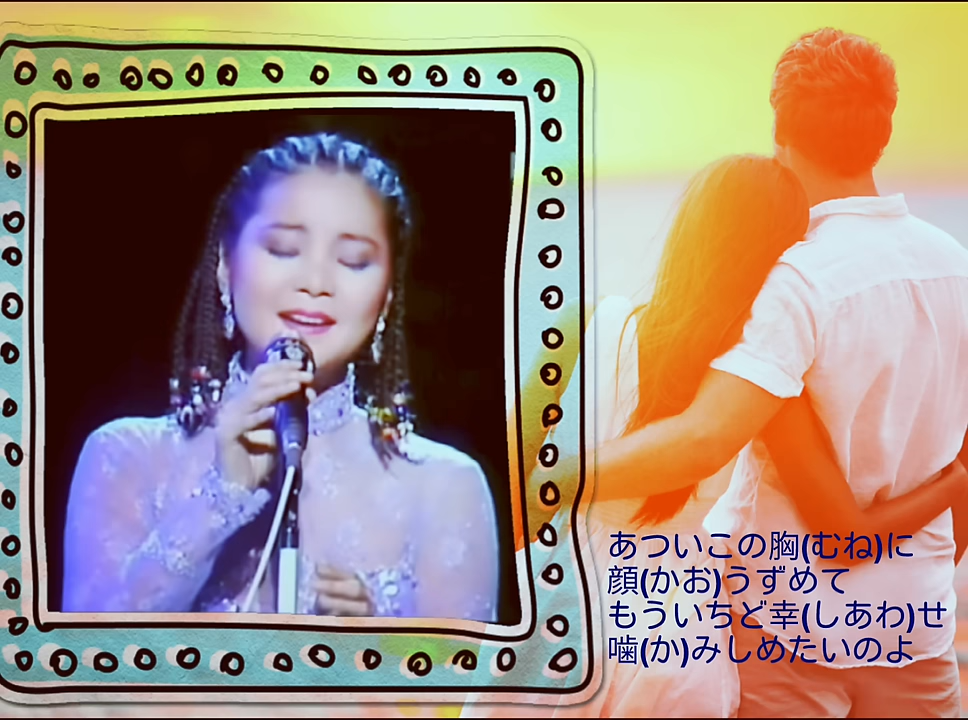 あついこの胸(むね)に
顔(かお)うずめて
もういちど幸(しあわ)せ
噛(か)みしめたいのよ